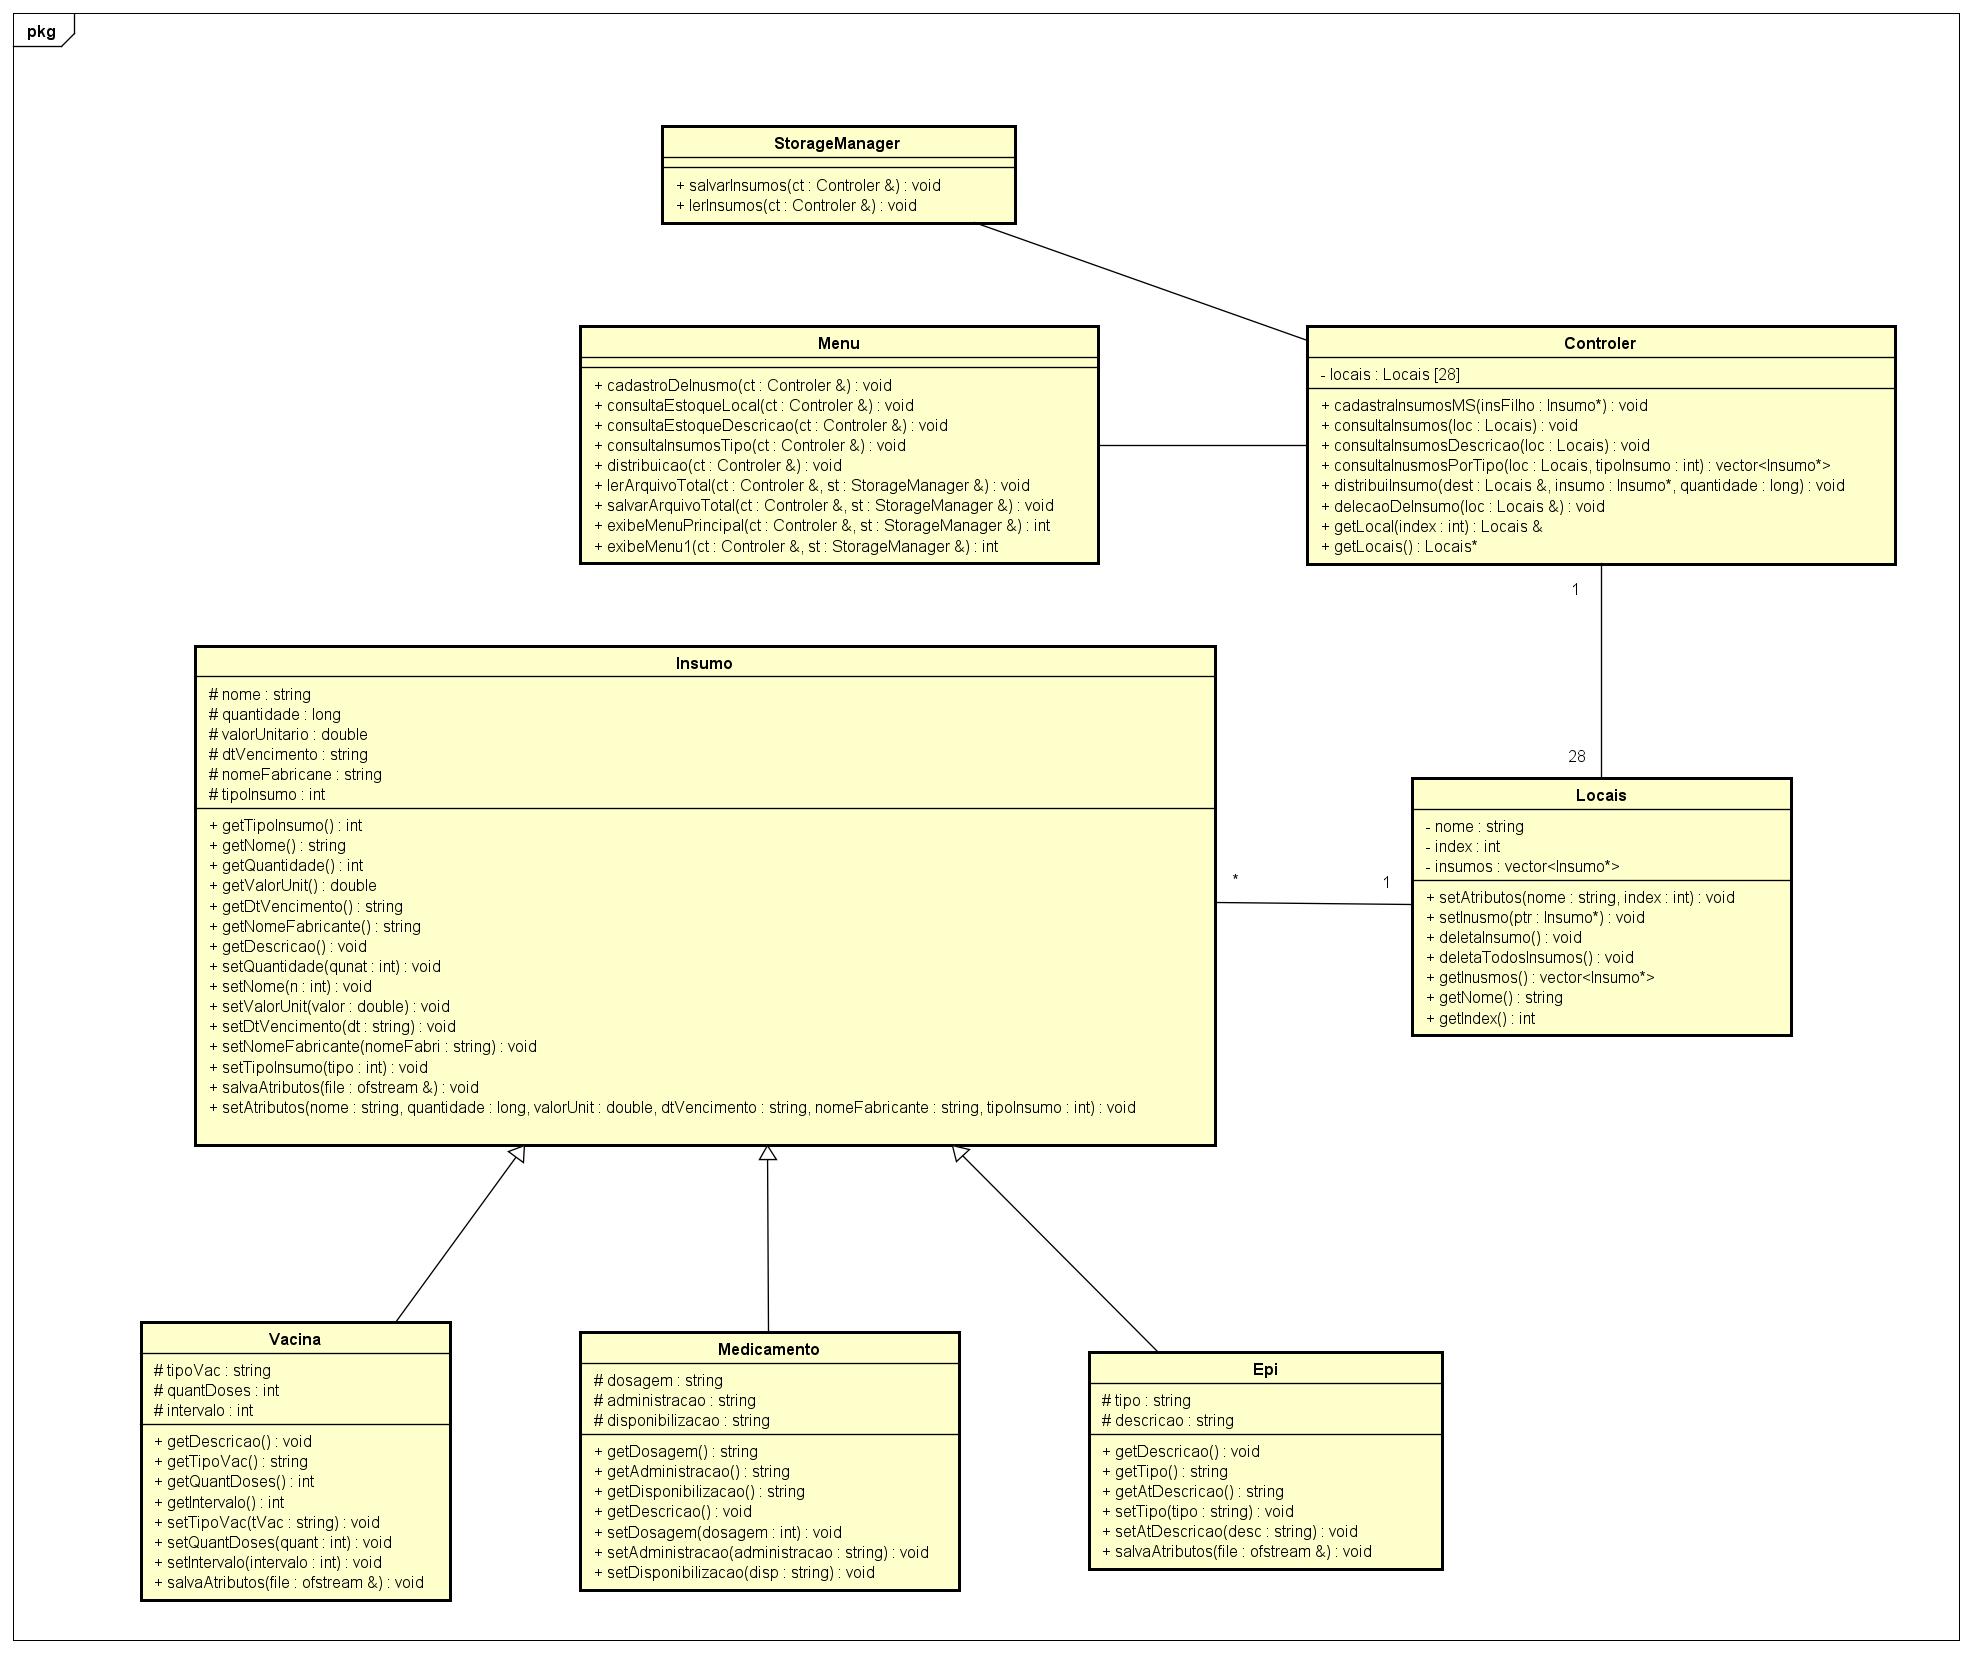 pkg
StorageManager
+ salvarInsumos(ct : Controler &) : void
+ lerInsumos(ct : Controler &) : void
Menu
+ cadastroDeInusmo(ct : Controler &) : void
+ consultaEstoqueLocal(ct : Controler &) : void
+ consultaEstoqueDescricao(ct : Controler &) : void
+ consultaInsumosTipo(ct : Controler &) : void
+ distribuicao(ct : Controler &) : void
+ lerArquivoTotal(ct : Controler &, st : StorageManager &) : void
+ salvarArquivoTotal(ct : Controler &, st : StorageManager &) : void
+ exibeMenuPrincipal(ct : Controler &, st : StorageManager &) : int
+ exibeMenu1(ct : Controler &, st : StorageManager &) : int
Controler
- locais : Locais [28]
+ cadastraInsumosMS(insFilho : Insumo*) : void
+ consultaInsumos(loc : Locais) : void
+ consultaInsumosDescricao(loc : Locais) : void
+ consultaInusmosPorTipo(loc : Locais, tipoInsumo : int) : vector<Insumo*>
+ distribuiInsumo(dest : Locais &, insumo : Insumo*, quantidade : long) : void
+ delecaoDeInsumo(loc : Locais &) : void
+ getLocal(index : int) : Locais &
+ getLocais() : Locais*
1
28
Insumo
# nome : string
# quantidade : long
# valorUnitario : double
# dtVencimento : string
# nomeFabricane : string
# tipoInsumo : int
+ getTipoInsumo() : int
+ getNome() : string
+ getQuantidade() : int
+ getValorUnit() : double
+ getDtVencimento() : string
+ getNomeFabricante() : string
+ getDescricao() : void
+ setQuantidade(qunat : int) : void
+ setNome(n : int) : void
+ setValorUnit(valor : double) : void
+ setDtVencimento(dt : string) : void
+ setNomeFabricante(nomeFabri : string) : void
+ setTipoInsumo(tipo : int) : void
+ salvaAtributos(file : ofstream &) : void
+ setAtributos(nome : string, quantidade : long, valorUnit : double, dtVencimento : string, nomeFabricante : string, tipoInsumo : int) : void
*
1
Locais
- nome : string
- index : int
- insumos : vector<Insumo*>
+ setAtributos(nome : string, index : int) : void
+ setInusmo(ptr : Insumo*) : void
+ deletaInsumo() : void
+ deletaTodosInsumos() : void
+ getInusmos() : vector<Insumo*>
+ getNome() : string
+ getIndex() : int
Vacina
# tipoVac : string
# quantDoses : int
# intervalo : int
+ getDescricao() : void
+ getTipoVac() : string
+ getQuantDoses() : int
+ getIntervalo() : int
+ setTipoVac(tVac : string) : void
+ setQuantDoses(quant : int) : void
+ setIntervalo(intervalo : int) : void
+ salvaAtributos(file : ofstream &) : void
Medicamento
# dosagem : string
# administracao : string
# disponibilizacao : string
+ getDosagem() : string
+ getAdministracao() : string
+ getDisponibilizacao() : string
+ getDescricao() : void
+ setDosagem(dosagem : int) : void
+ setAdministracao(administracao : string) : void
+ setDisponibilizacao(disp : string) : void
Epi
# tipo : string
# descricao : string
+ getDescricao() : void
+ getTipo() : string
+ getAtDescricao() : string
+ setTipo(tipo : string) : void
+ setAtDescricao(desc : string) : void
+ salvaAtributos(file : ofstream &) : void